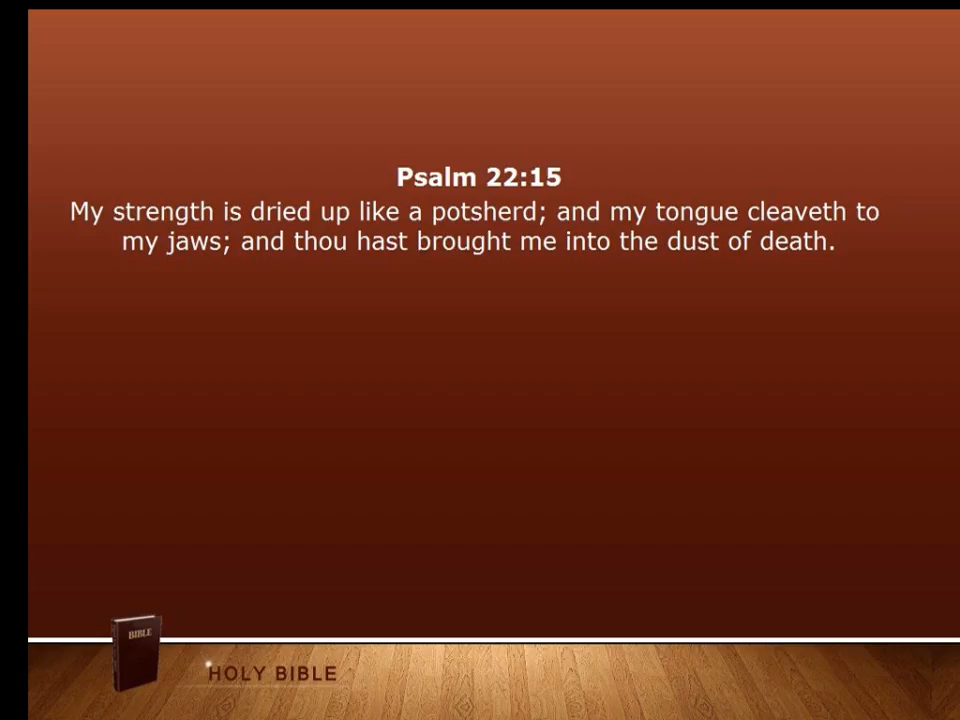 Psalm 22:15
My strength is dried up like a potsherd; and my tongue cleaveth to
my jaws; and thou hast brought me into the dust of death.
BIBLE
HOLY BIBLE